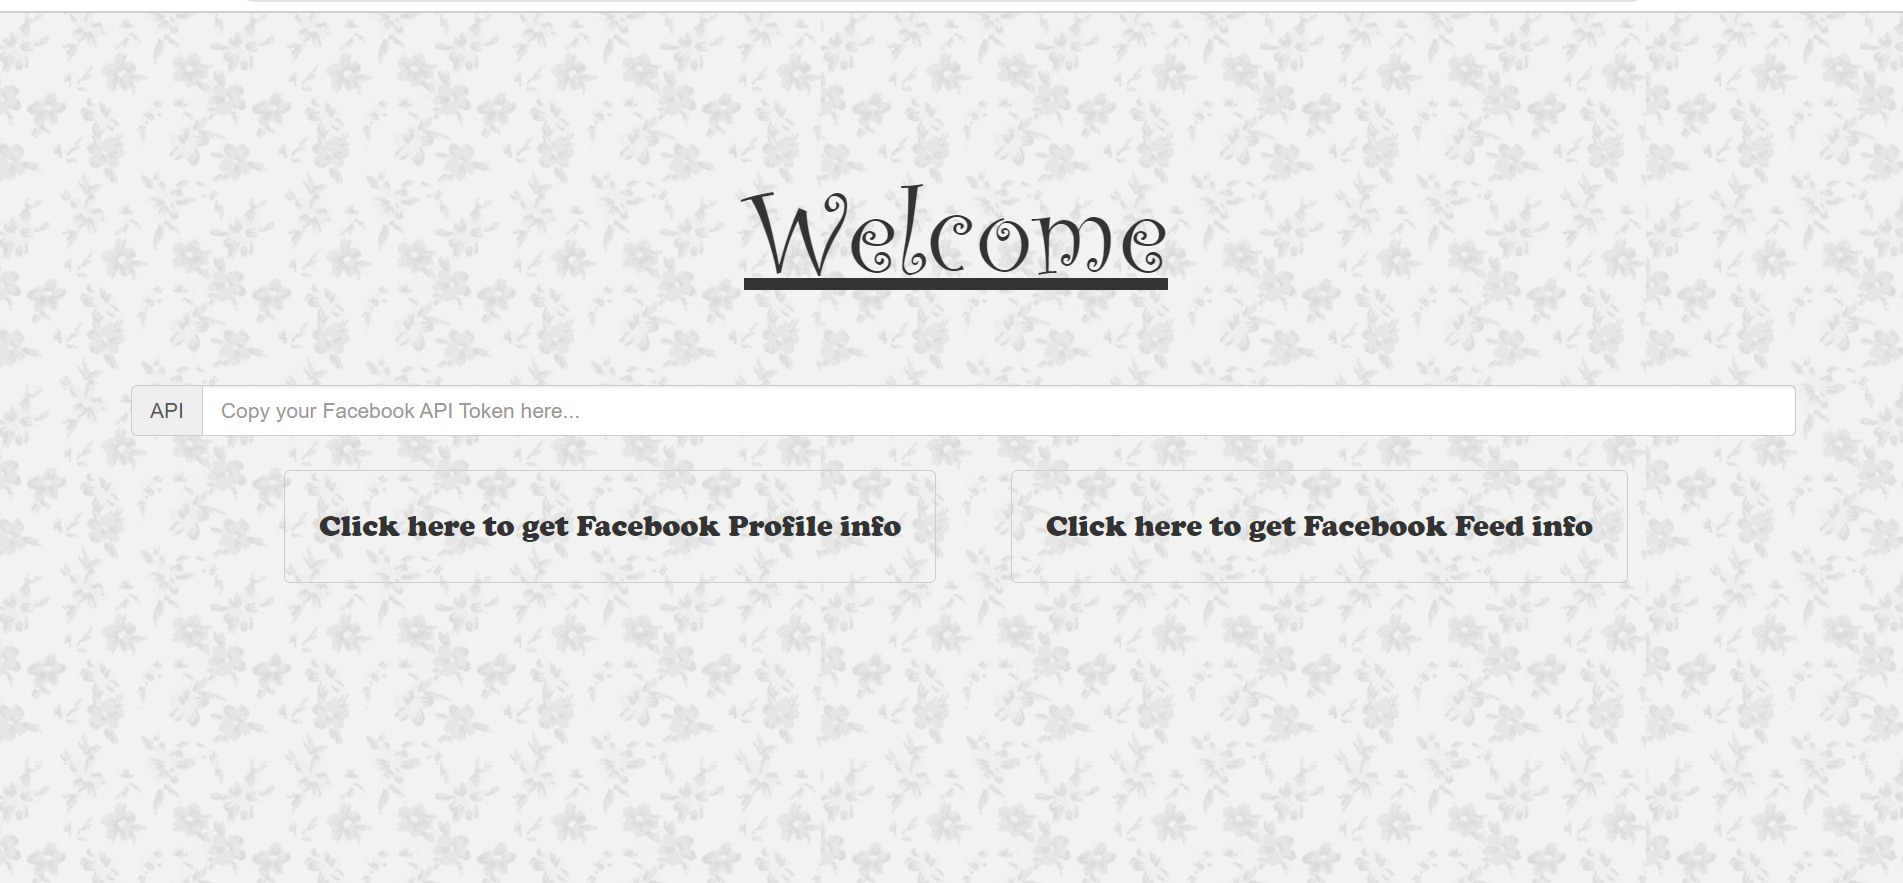 Welcome
API Copy your Facebook API Token here...
Click here to get Facebook Profile info
Click here to get Facebook Feed info